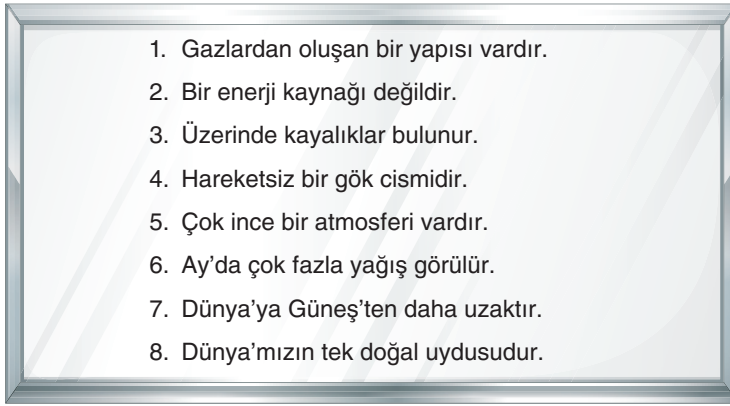 1. Gazlardan oluşan bir yapısı vardır.
2. Bir enerji kaynağı değildir.
3. Üzerinde kayalıklar bulunur.
4. Hareketsiz bir gök cismidir.
5. Çok ince bir atmosferi vardır.
6. Ay’da çok fazla yağış görülür.
7. Dünya’ya Güneş’ten daha uzaktır.
8. Dünya’mızın tek doğal uydusudur.